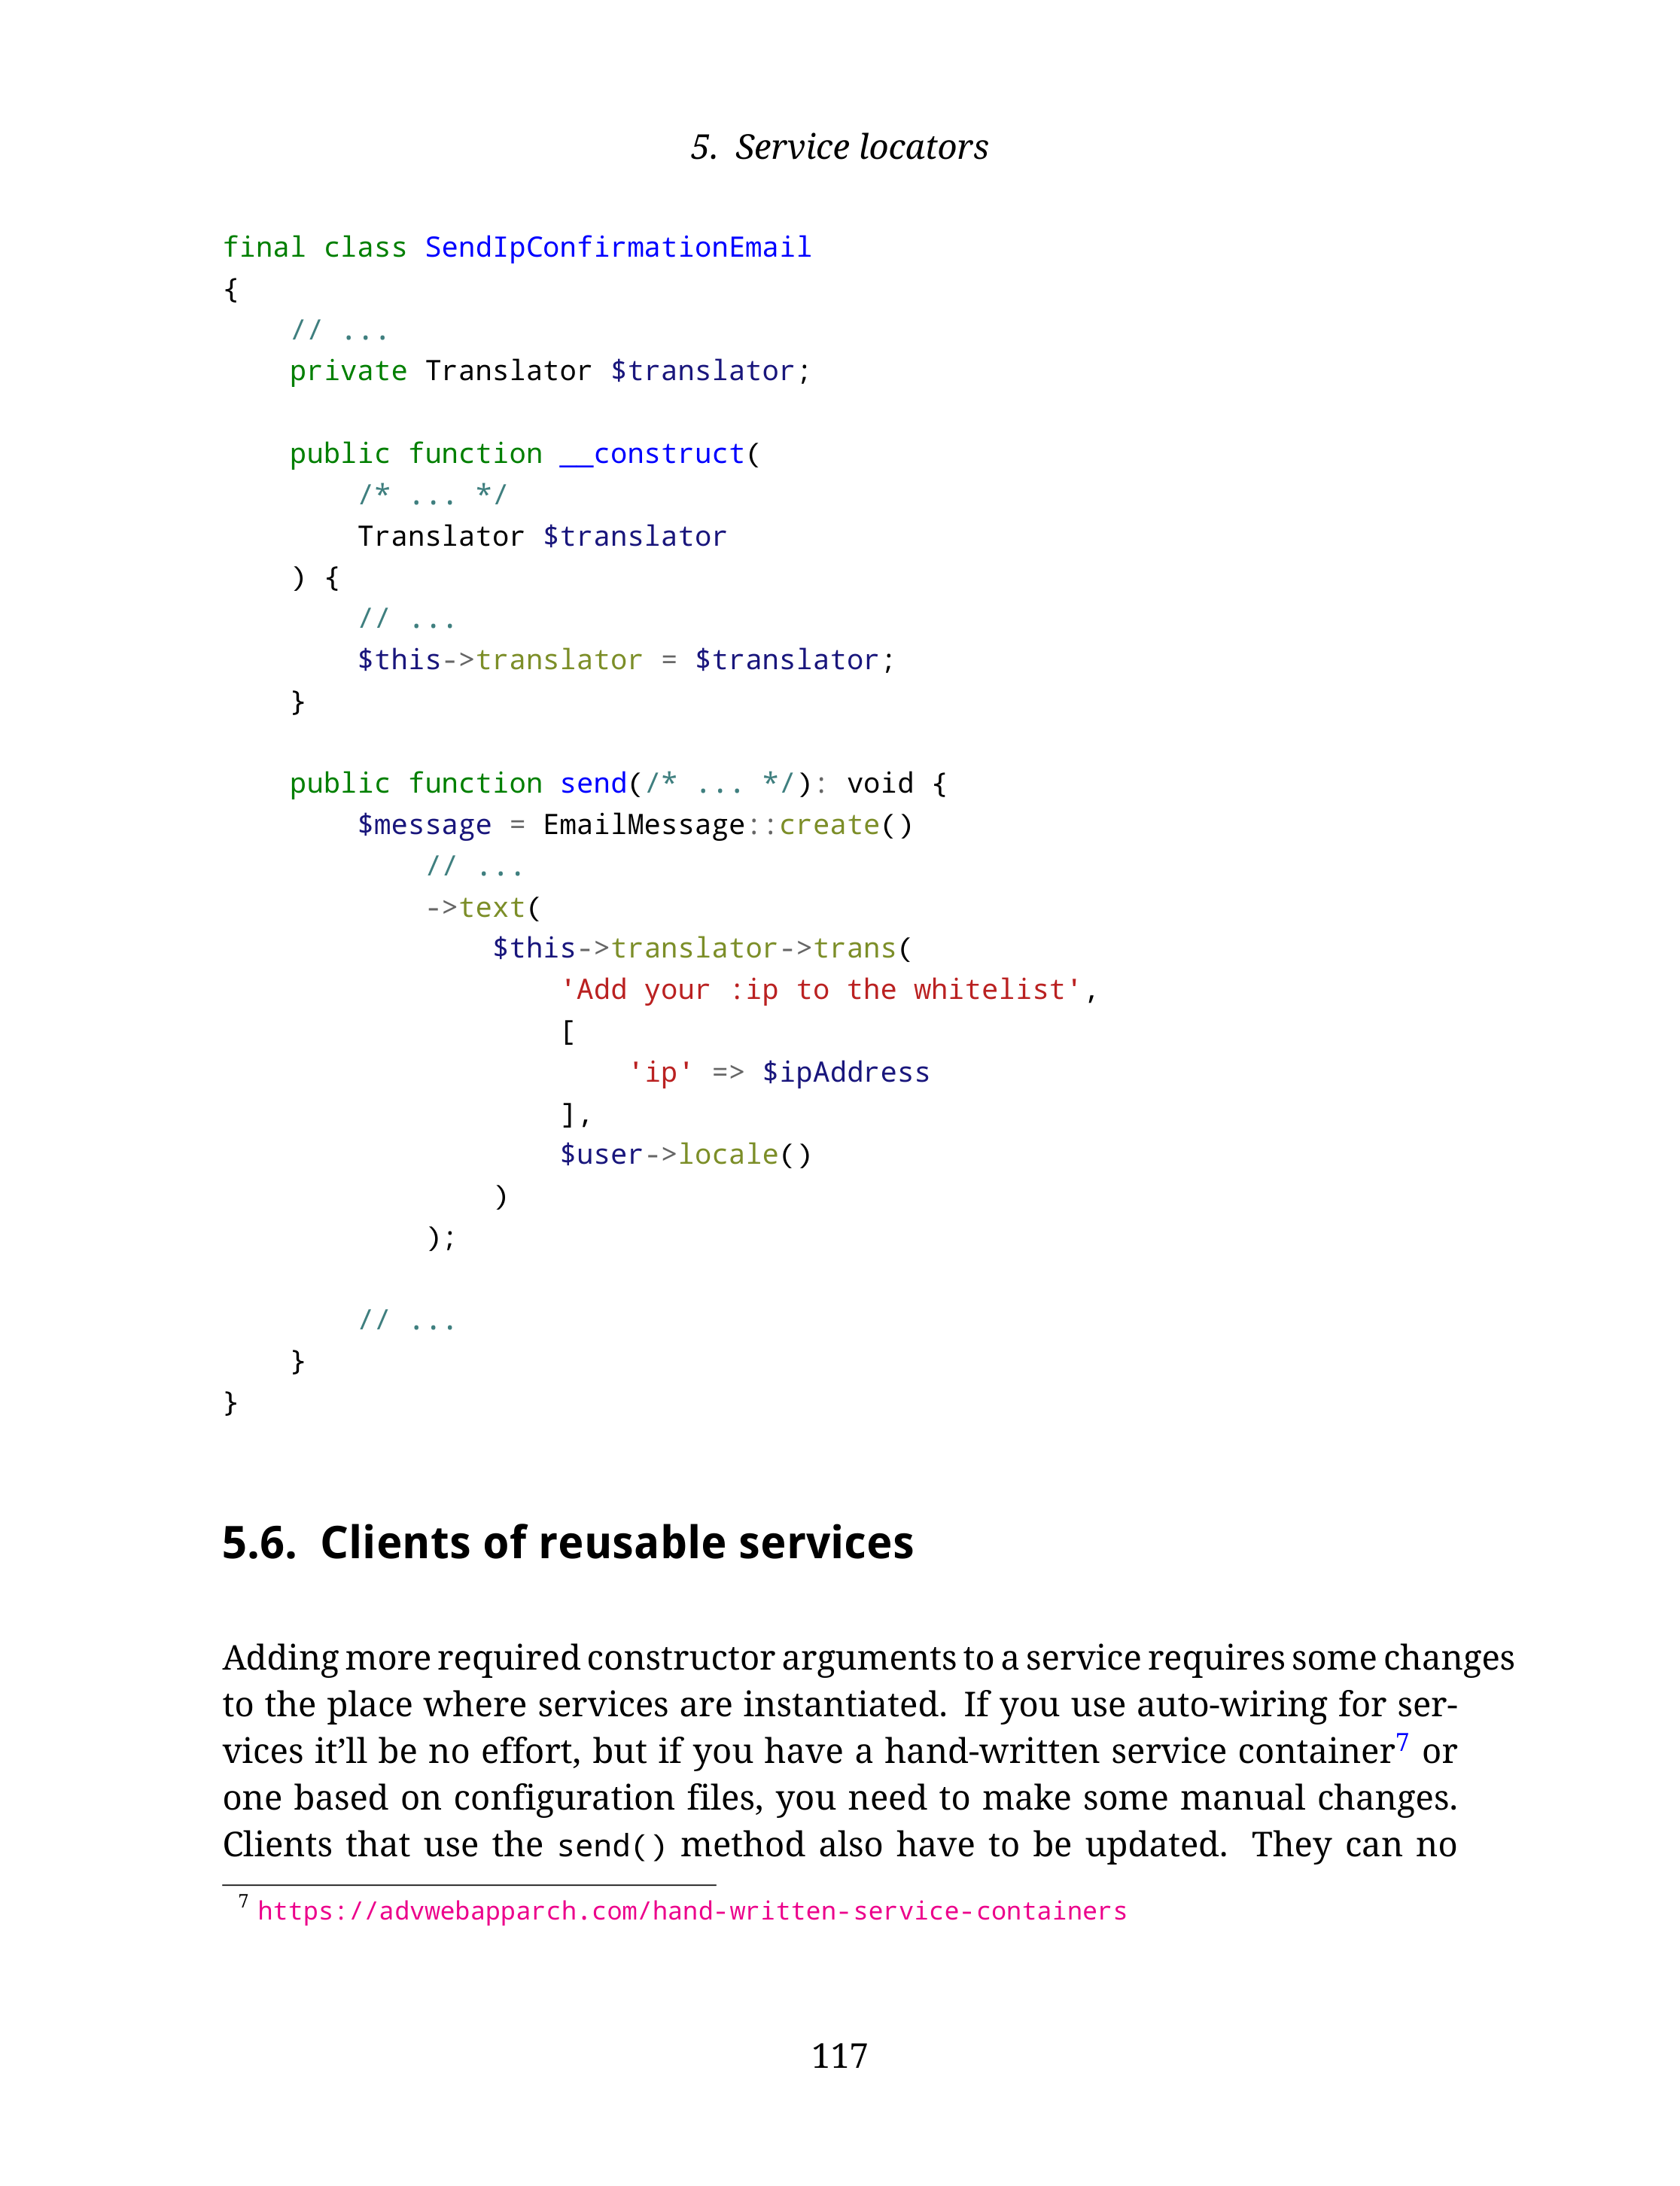 5. Service locators
final class SendIpConfirmationEmail
{
    // ...
    private Translator $translator;

    public function __construct(
        /* ... */
        Translator $translator
    ) {
        // ...
        $this->translator = $translator;
    }

    public function send(/* ... */): void {
        $message = EmailMessage::create()
            // ...
            ->text(
                $this->translator->trans(
                    'Add your :ip to the whitelist',
                    [
                        'ip' => $ipAddress
                    ],
                    $user->locale()
                )
            );

        // ...
    }
}
5.6. Clients of reusable services
Adding more required constructor arguments to a service requires some changes
to the place where services are instantiated. If you use auto-wiring for ser-
vices it’ll be no effort, but if you have a hand-written service container7 or
one based on configuration files, you need to make some manual changes.
Clients that use the send() method also have to be updated. They can no
7 https://advwebapparch.com/hand-written-service-containers
117